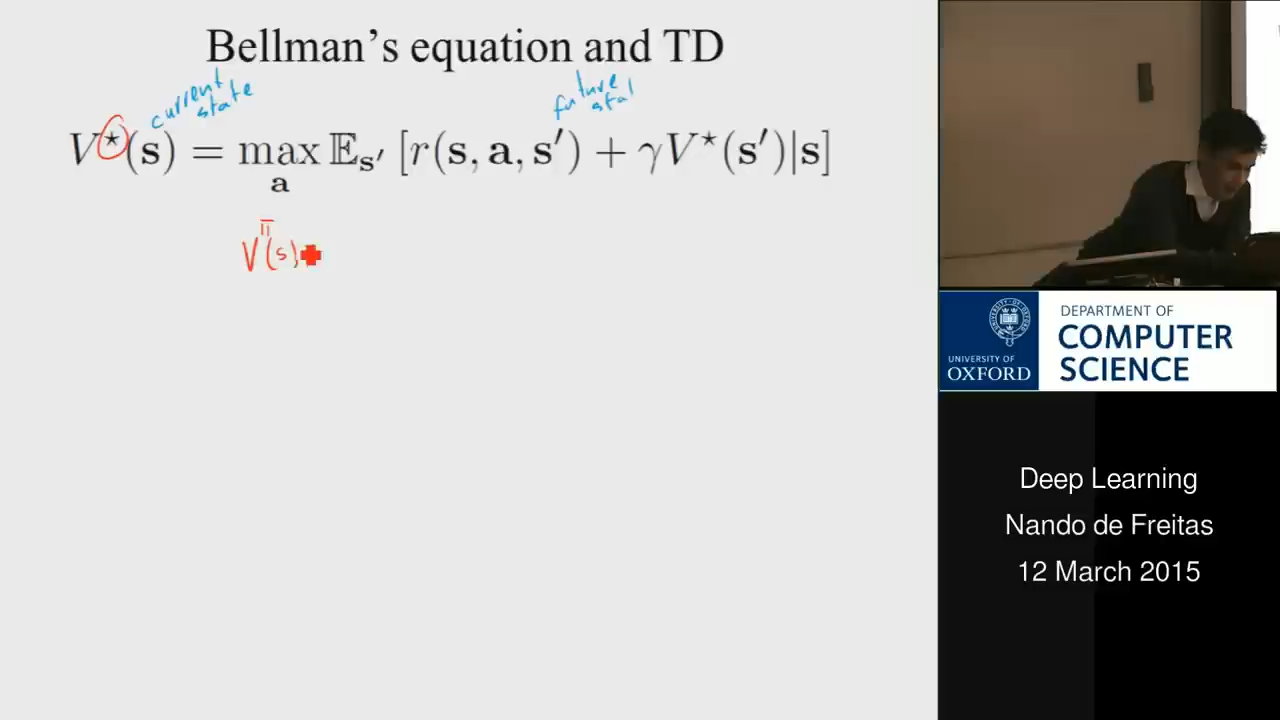 Bellman's equation and TD
current state
future stat
V*(s) = max_a E_s' [r(s, a, s') + γV*(s')|s]
V^π(s)
UNIVERSITY OF
OXFORD
DEPARTMENT OF
COMPUTER
SCIENCE
Deep Learning
Nando de Freitas
12 March 2015